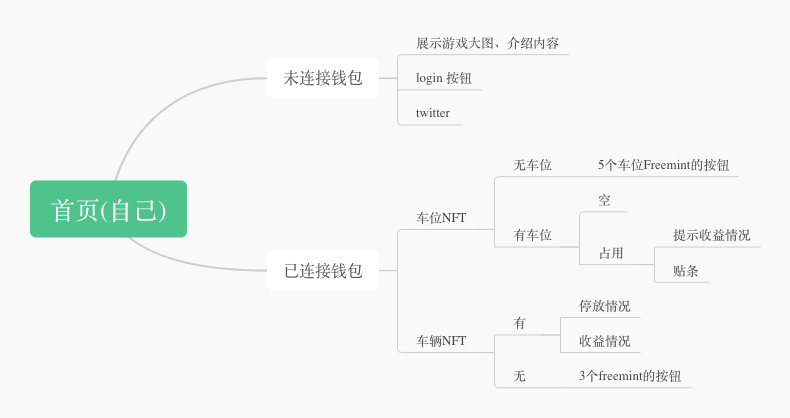 首页(自己)
未连接钱包
展示游戏大图、介绍内容
login 按钮
twitter
已连接钱包
车位NFT
无车位
5个车位Freemint的按钮
有车位
空
占用
提示收益情况
贴条
车辆NFT
有
停放情况
收益情况
无
3个freemint的按钮